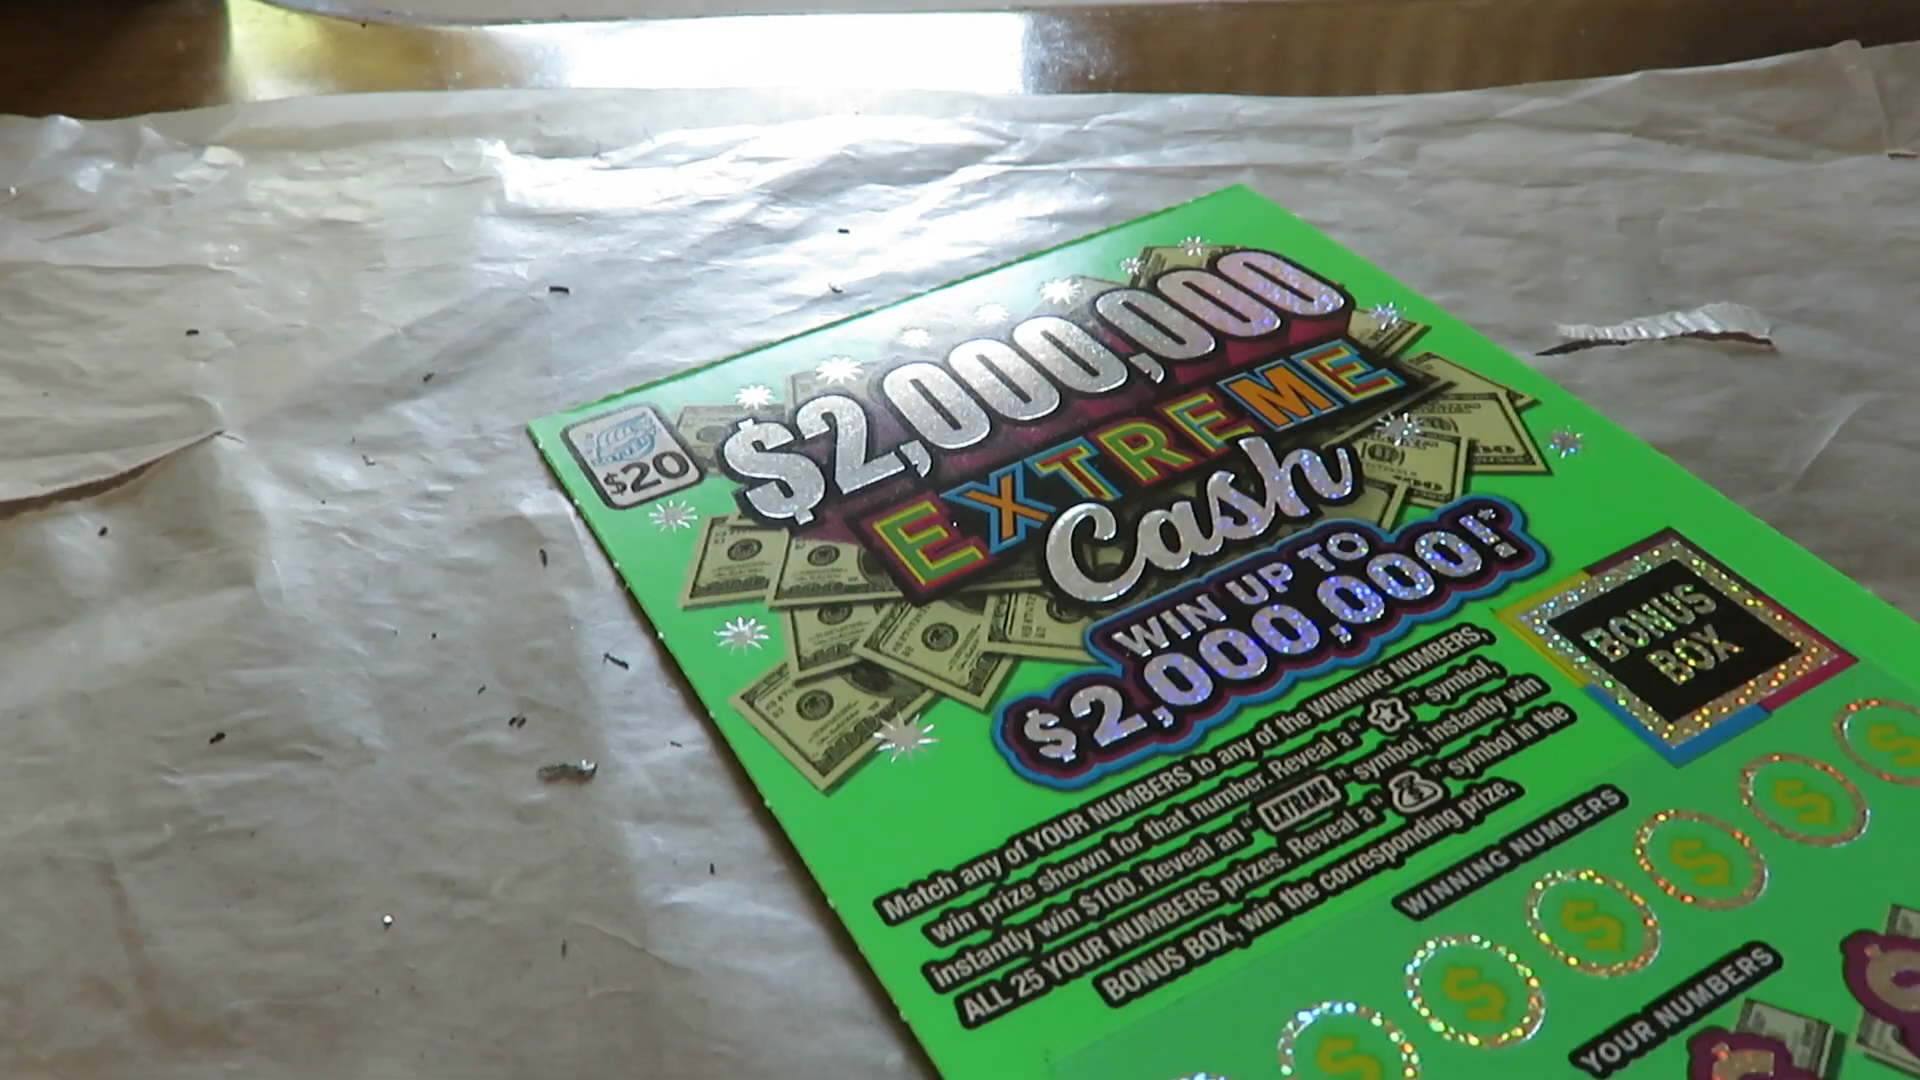 $20
$2,000,000
EXTREME
Cash
WIN UP TO
$2,000,000!*
BONUS
BOX
Match any of YOUR NUMBERS to any of the WINNING NUMBERS,
win prize shown for that number. Reveal a " " symbol,
instantly win $100. Reveal an "EXTREME" symbol, instantly win
ALL 25 YOUR NUMBERS prizes. Reveal a " " symbol in the
BONUS BOX, win the corresponding prize.
WINNING NUMBERS
$ $ $ $ $
YOUR NUMBERS